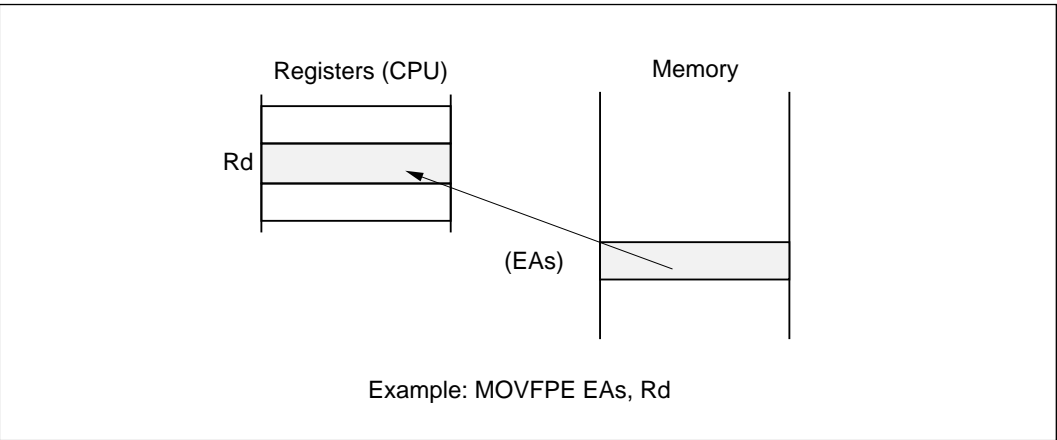 Registers (CPU)
Memory
Rd
(EAs)
Example: MOVFPE EAs, Rd